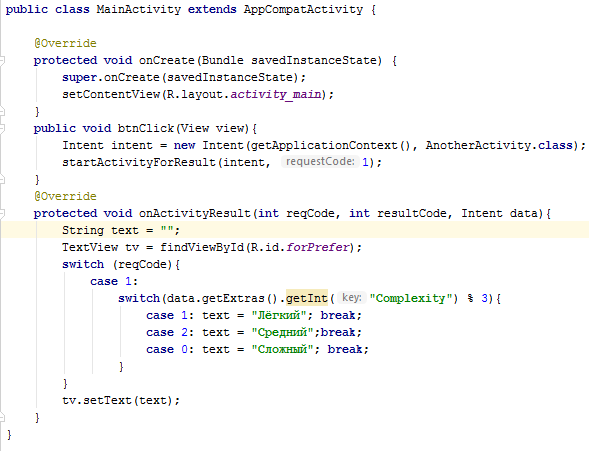 public class MainActivity extends AppCompatActivity {
@Override
protected void onCreate(Bundle savedInstanceState) {
super.onCreate(savedInstanceState);
setContentView(R.layout.activity_main);
}
public void btnClick(View view){
Intent intent = new Intent(getApplicationContext(), AnotherActivity.class);
startActivityForResult(intent, requestCode: 1);
}
@Override
protected void onActivityResult(int reqCode, int resultCode, Intent data){
String text = "";
TextView tv = findViewById(R.id.forPrefer);
switch (reqCode){
case 1:
switch(data.getExtras().getInt( key: "Complexity") % 3){
case 1: text = "Лёгкий"; break;
case 2: text = "Средний";break;
case 0: text = "Сложный"; break;
}
}
tv.setText(text);
}
}